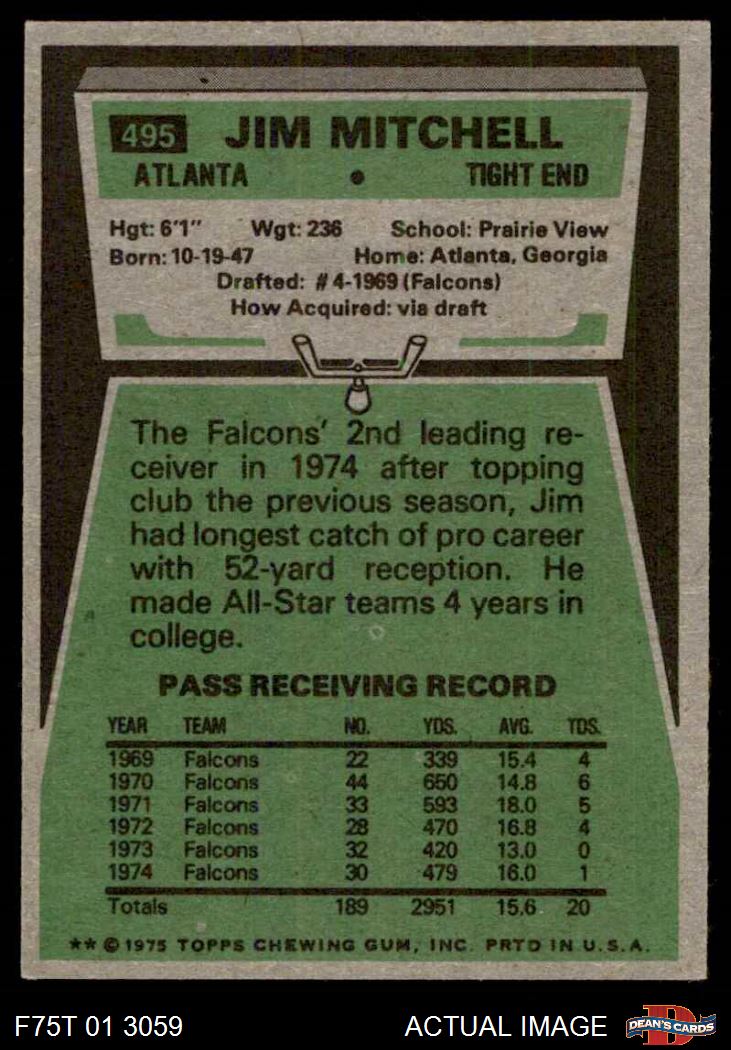 495 JIM MITCHELL
ATLANTA • TIGHT END
Hgt: 6'1" Wgt: 236 School: Prairie View
Born: 10-19-47 Home: Atlanta, Georgia
Drafted: #4-1969 (Falcons)
How Acquired: via draft
The Falcons' 2nd leading re-
ceiver in 1974 after topping
club the previous season, Jim
had longest catch of pro career
with 52-yard reception. He
made All-Star teams 4 years in
college.
PASS RECEIVING RECORD
YEAR TEAM NO. YDS. AVG. TDS.
1969 Falcons 22 339 15.4 4
1970 Falcons 44 650 14.8 6
1971 Falcons 33 593 18.0 5
1972 Falcons 28 470 16.8 4
1973 Falcons 32 420 13.0 0
1974 Falcons 30 479 16.0 1
Totals 189 2951 15.6 20
** © 1975 TOPPS CHEWING GUM, INC. PRTD IN U.S.A.
F75T 01 3059 ACTUAL IMAGE D DEAN'S CARDS